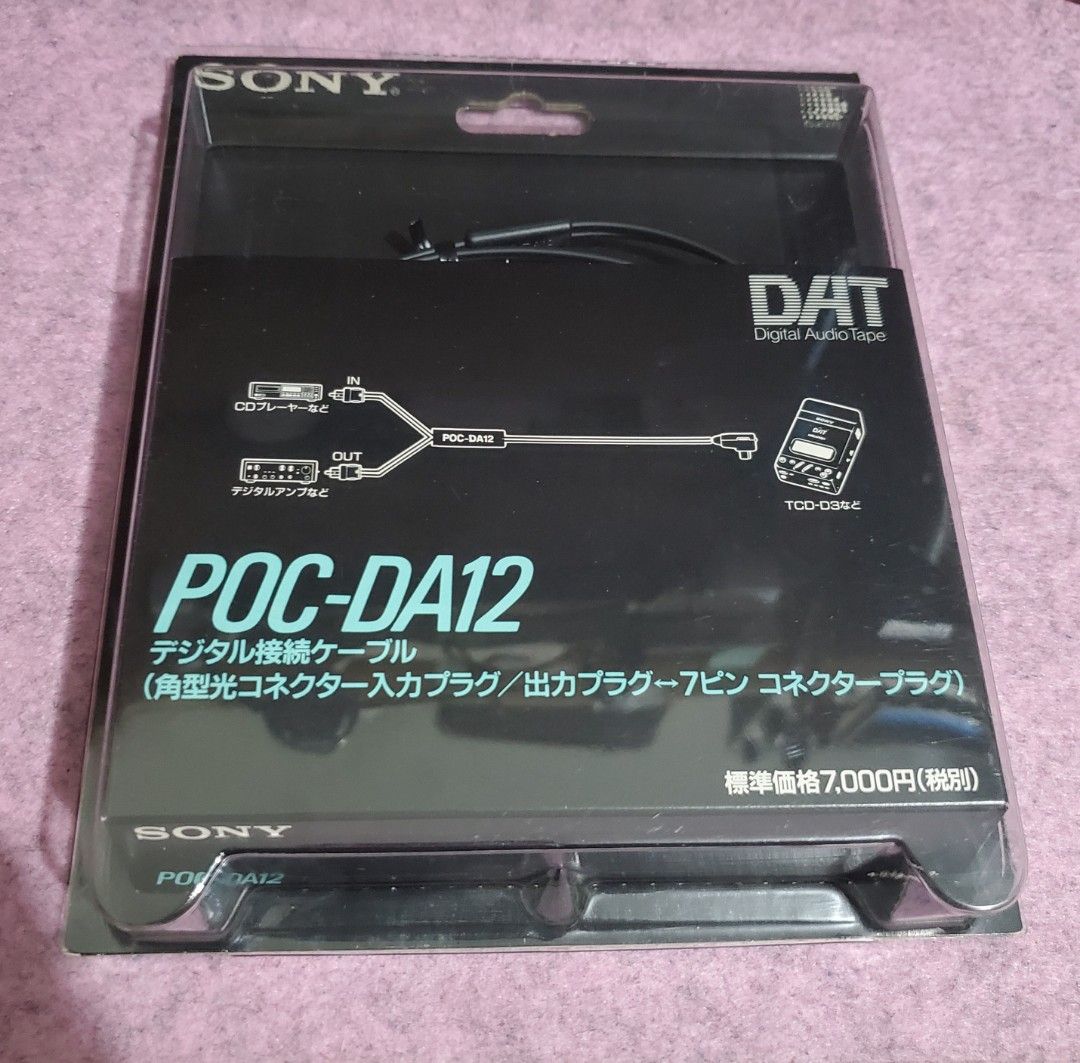 SONY
DAT
Digital Audio Tape
IN
CDプレーヤーなど
POC-DA12
OUT
デジタルアンプなど
SONY
DAT
TCD-D3など
POC-DA12
デジタル接続ケーブル
(角型光コネクター入力プラグ/出力プラグ↔7ピン コネクタープラグ)
標準価格7,000円(税別)
SONY
POC-DA12